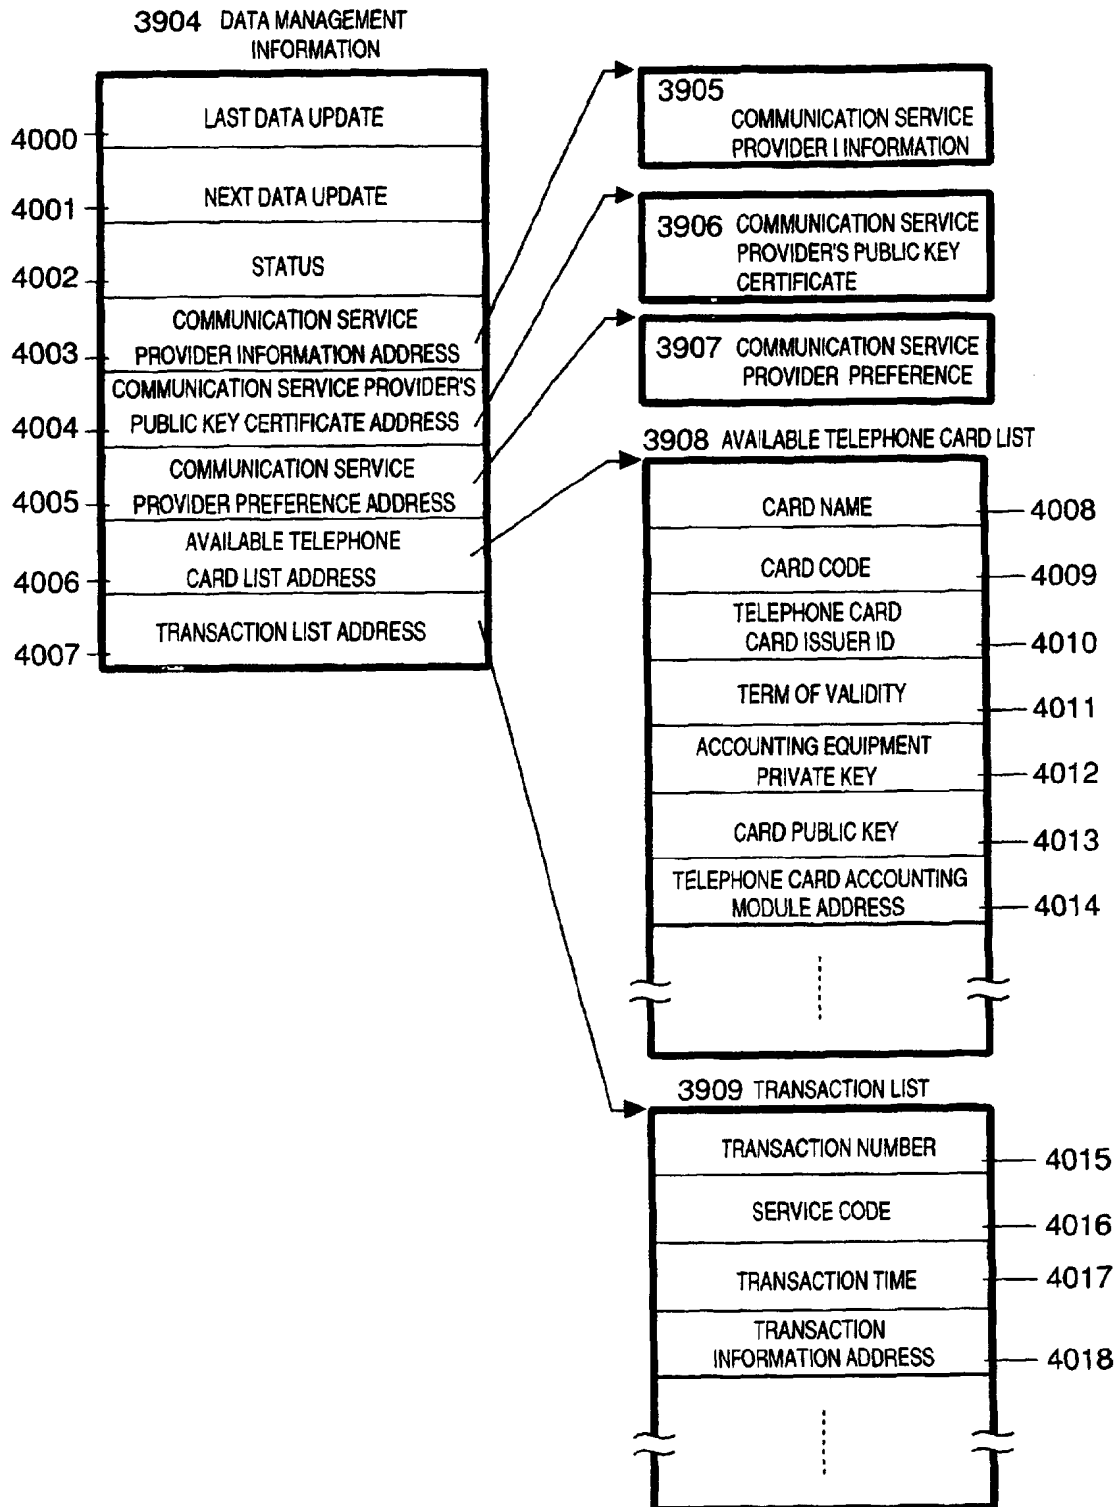 3904 DATA MANAGEMENT
INFORMATION
LAST DATA UPDATE
4000
NEXT DATA UPDATE
4001
STATUS
4002
COMMUNICATION SERVICE
4003 PROVIDER INFORMATION ADDRESS
COMMUNICATION SERVICE PROVIDER'S
4004 PUBLIC KEY CERTIFICATE ADDRESS
COMMUNICATION SERVICE
4005 PROVIDER PREFERENCE ADDRESS
AVAILABLE TELEPHONE
4006 CARD LIST ADDRESS
TRANSACTION LIST ADDRESS
4007
3905
COMMUNICATION SERVICE
PROVIDER I INFORMATION
3906 COMMUNICATION SERVICE
PROVIDER'S PUBLIC KEY
CERTIFICATE
3907 COMMUNICATION SERVICE
PROVIDER PREFERENCE
3908 AVAILABLE TELEPHONE CARD LIST
CARD NAME 4008
CARD CODE 4009
TELEPHONE CARD
CARD ISSUER ID 4010
TERM OF VALIDITY 4011
ACCOUNTING EQUIPMENT
PRIVATE KEY 4012
CARD PUBLIC KEY 4013
TELEPHONE CARD ACCOUNTING
MODULE ADDRESS 4014
3909 TRANSACTION LIST
TRANSACTION NUMBER 4015
SERVICE CODE 4016
TRANSACTION TIME 4017
TRANSACTION
INFORMATION ADDRESS 4018